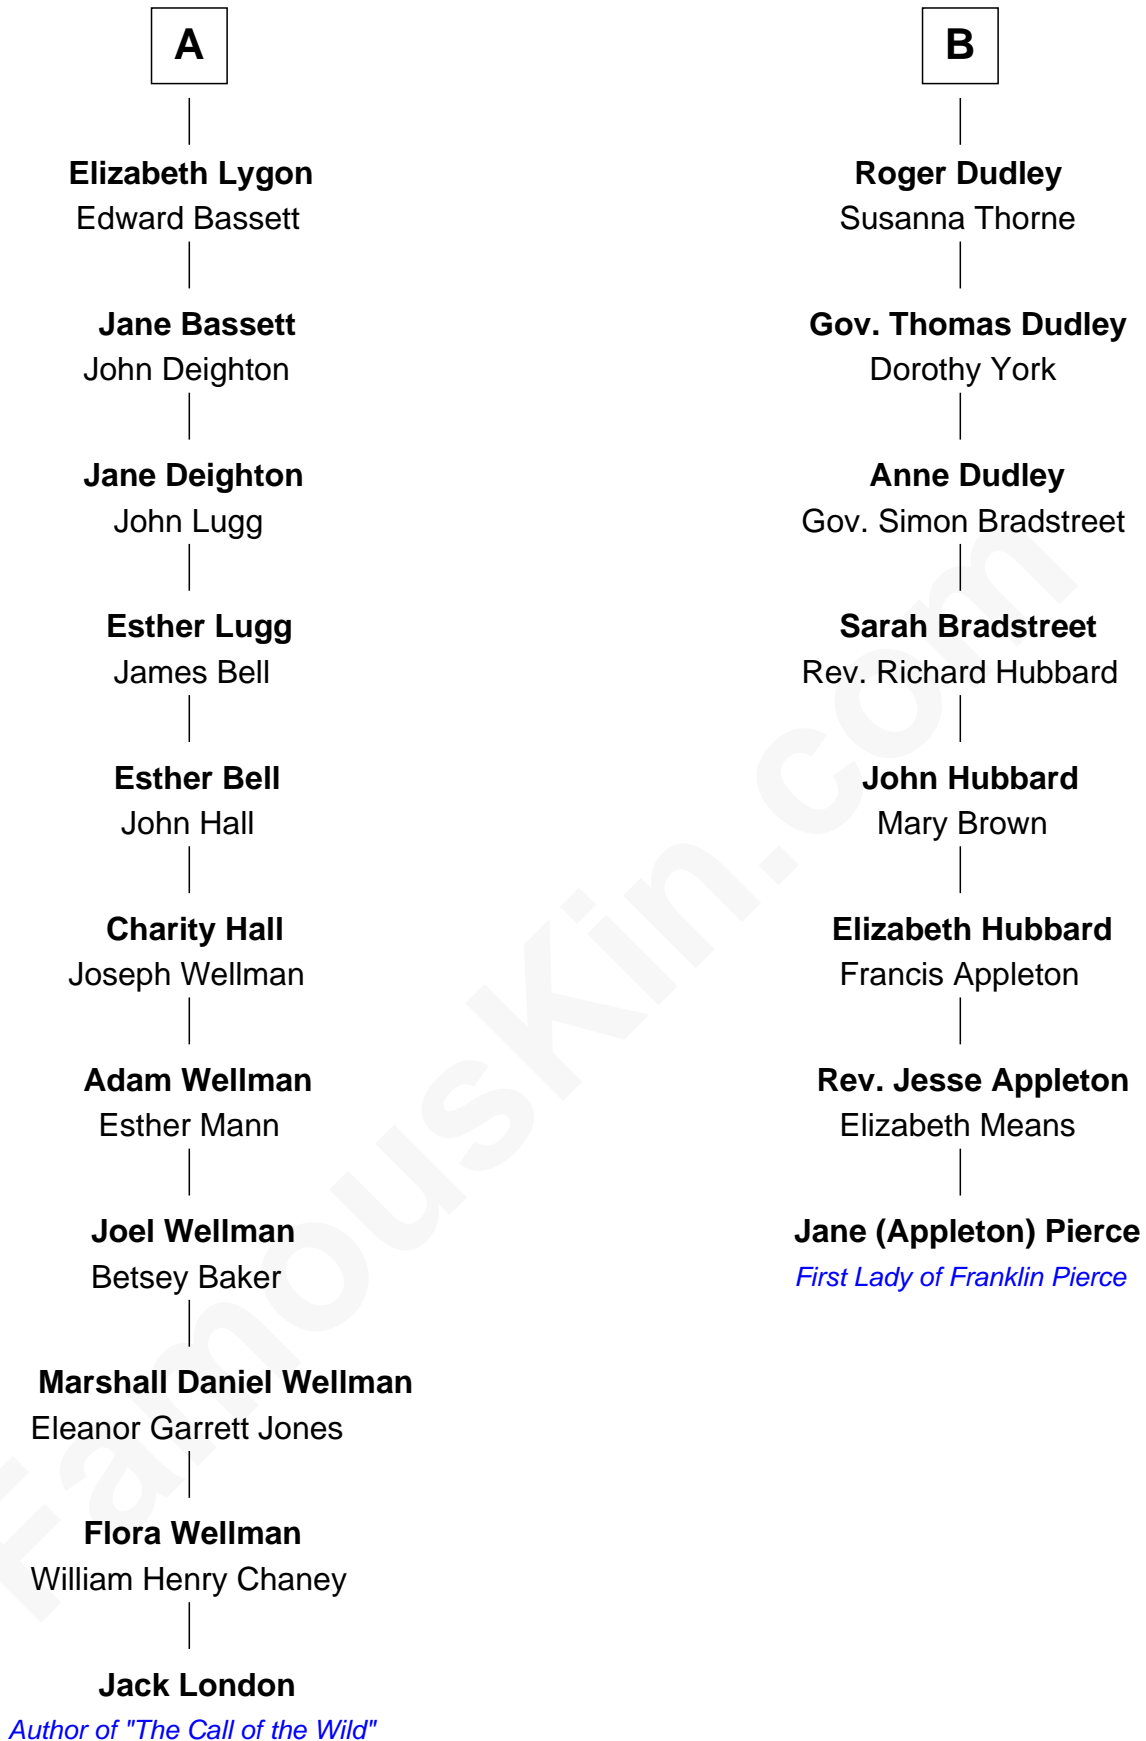 A
Elizabeth Lygon
Edward Bassett
Jane Bassett
John Deighton
Jane Deighton
John Lugg
Esther Lugg
James Bell
Esther Bell
John Hall
Charity Hall
Joseph Wellman
Adam Wellman
Esther Mann
Joel Wellman
Betsey Baker
Marshall Daniel Wellman
Eleanor Garrett Jones
Flora Wellman
William Henry Chaney
Jack London
Author of "The Call of the Wild"
B
Roger Dudley
Susanna Thorne
Gov. Thomas Dudley
Dorothy York
Anne Dudley
Gov. Simon Bradstreet
Sarah Bradstreet
Rev. Richard Hubbard
John Hubbard
Mary Brown
Elizabeth Hubbard
Francis Appleton
Rev. Jesse Appleton
Elizabeth Means
Jane (Appleton) Pierce
First Lady of Franklin Pierce
FamousKin.com